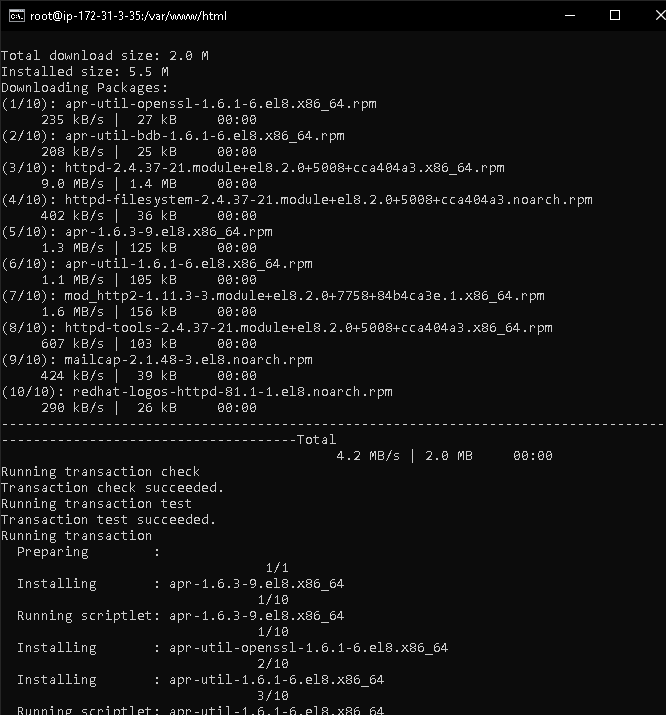 root@ip-172-31-3-35:/var/www/html
Total download size: 2.0 M
Installed size: 5.5 M
Downloading Packages:
(1/10): apr-util-openssl-1.6.1-6.el8.x86_64.rpm
235 kB/s | 27 kB 00:00
(2/10): apr-util-bdb-1.6.1-6.el8.x86_64.rpm
208 kB/s | 25 kB 00:00
(3/10): httpd-2.4.37-21.module+el8.2.0+5008+cca404a3.x86_64.rpm
9.0 MB/s | 1.4 MB 00:00
(4/10): httpd-filesystem-2.4.37-21.module+el8.2.0+5008+cca404a3.noarch.rpm
402 kB/s | 36 kB 00:00
(5/10): apr-1.6.3-9.el8.x86_64.rpm
1.3 MB/s | 125 kB 00:00
(6/10): apr-util-1.6.1-6.el8.x86_64.rpm
1.1 MB/s | 105 kB 00:00
(7/10): mod_http2-1.11.3-3.module+el8.2.0+7758+84b4ca3e.1.x86_64.rpm
1.6 MB/s | 156 kB 00:00
(8/10): httpd-tools-2.4.37-21.module+el8.2.0+5008+cca404a3.x86_64.rpm
607 kB/s | 103 kB 00:00
(9/10): mailcap-2.1.48-3.el8.noarch.rpm
424 kB/s | 39 kB 00:00
(10/10): redhat-logos-httpd-81.1-1.el8.noarch.rpm
290 kB/s | 26 kB 00:00
-----------------------------------------------------------------------------------
-------------------------------------Total
4.2 MB/s | 2.0 MB 00:00
Running transaction check
Transaction check succeeded.
Running transaction test
Transaction test succeeded.
Running transaction
Preparing :
1/1
Installing : apr-1.6.3-9.el8.x86_64
1/10
Running scriptlet: apr-1.6.3-9.el8.x86_64
1/10
Installing : apr-util-openssl-1.6.1-6.el8.x86_64
2/10
Installing : apr-util-1.6.1-6.el8.x86_64
3/10
Running scriptlet: apr-util-1.6.1-6.el8.x86_64